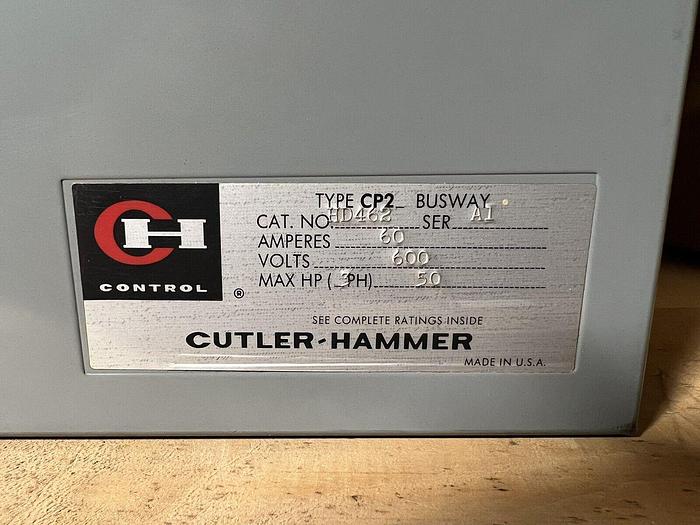 TYPE CP2 BUSWAY
CAT. NO. HD462 SER A1
AMPERES 60
VOLTS 600
MAX HP (3PH) 50
CH
CONTROL ®
SEE COMPLETE RATINGS INSIDE
CUTLER-HAMMER
MADE IN U.S.A.